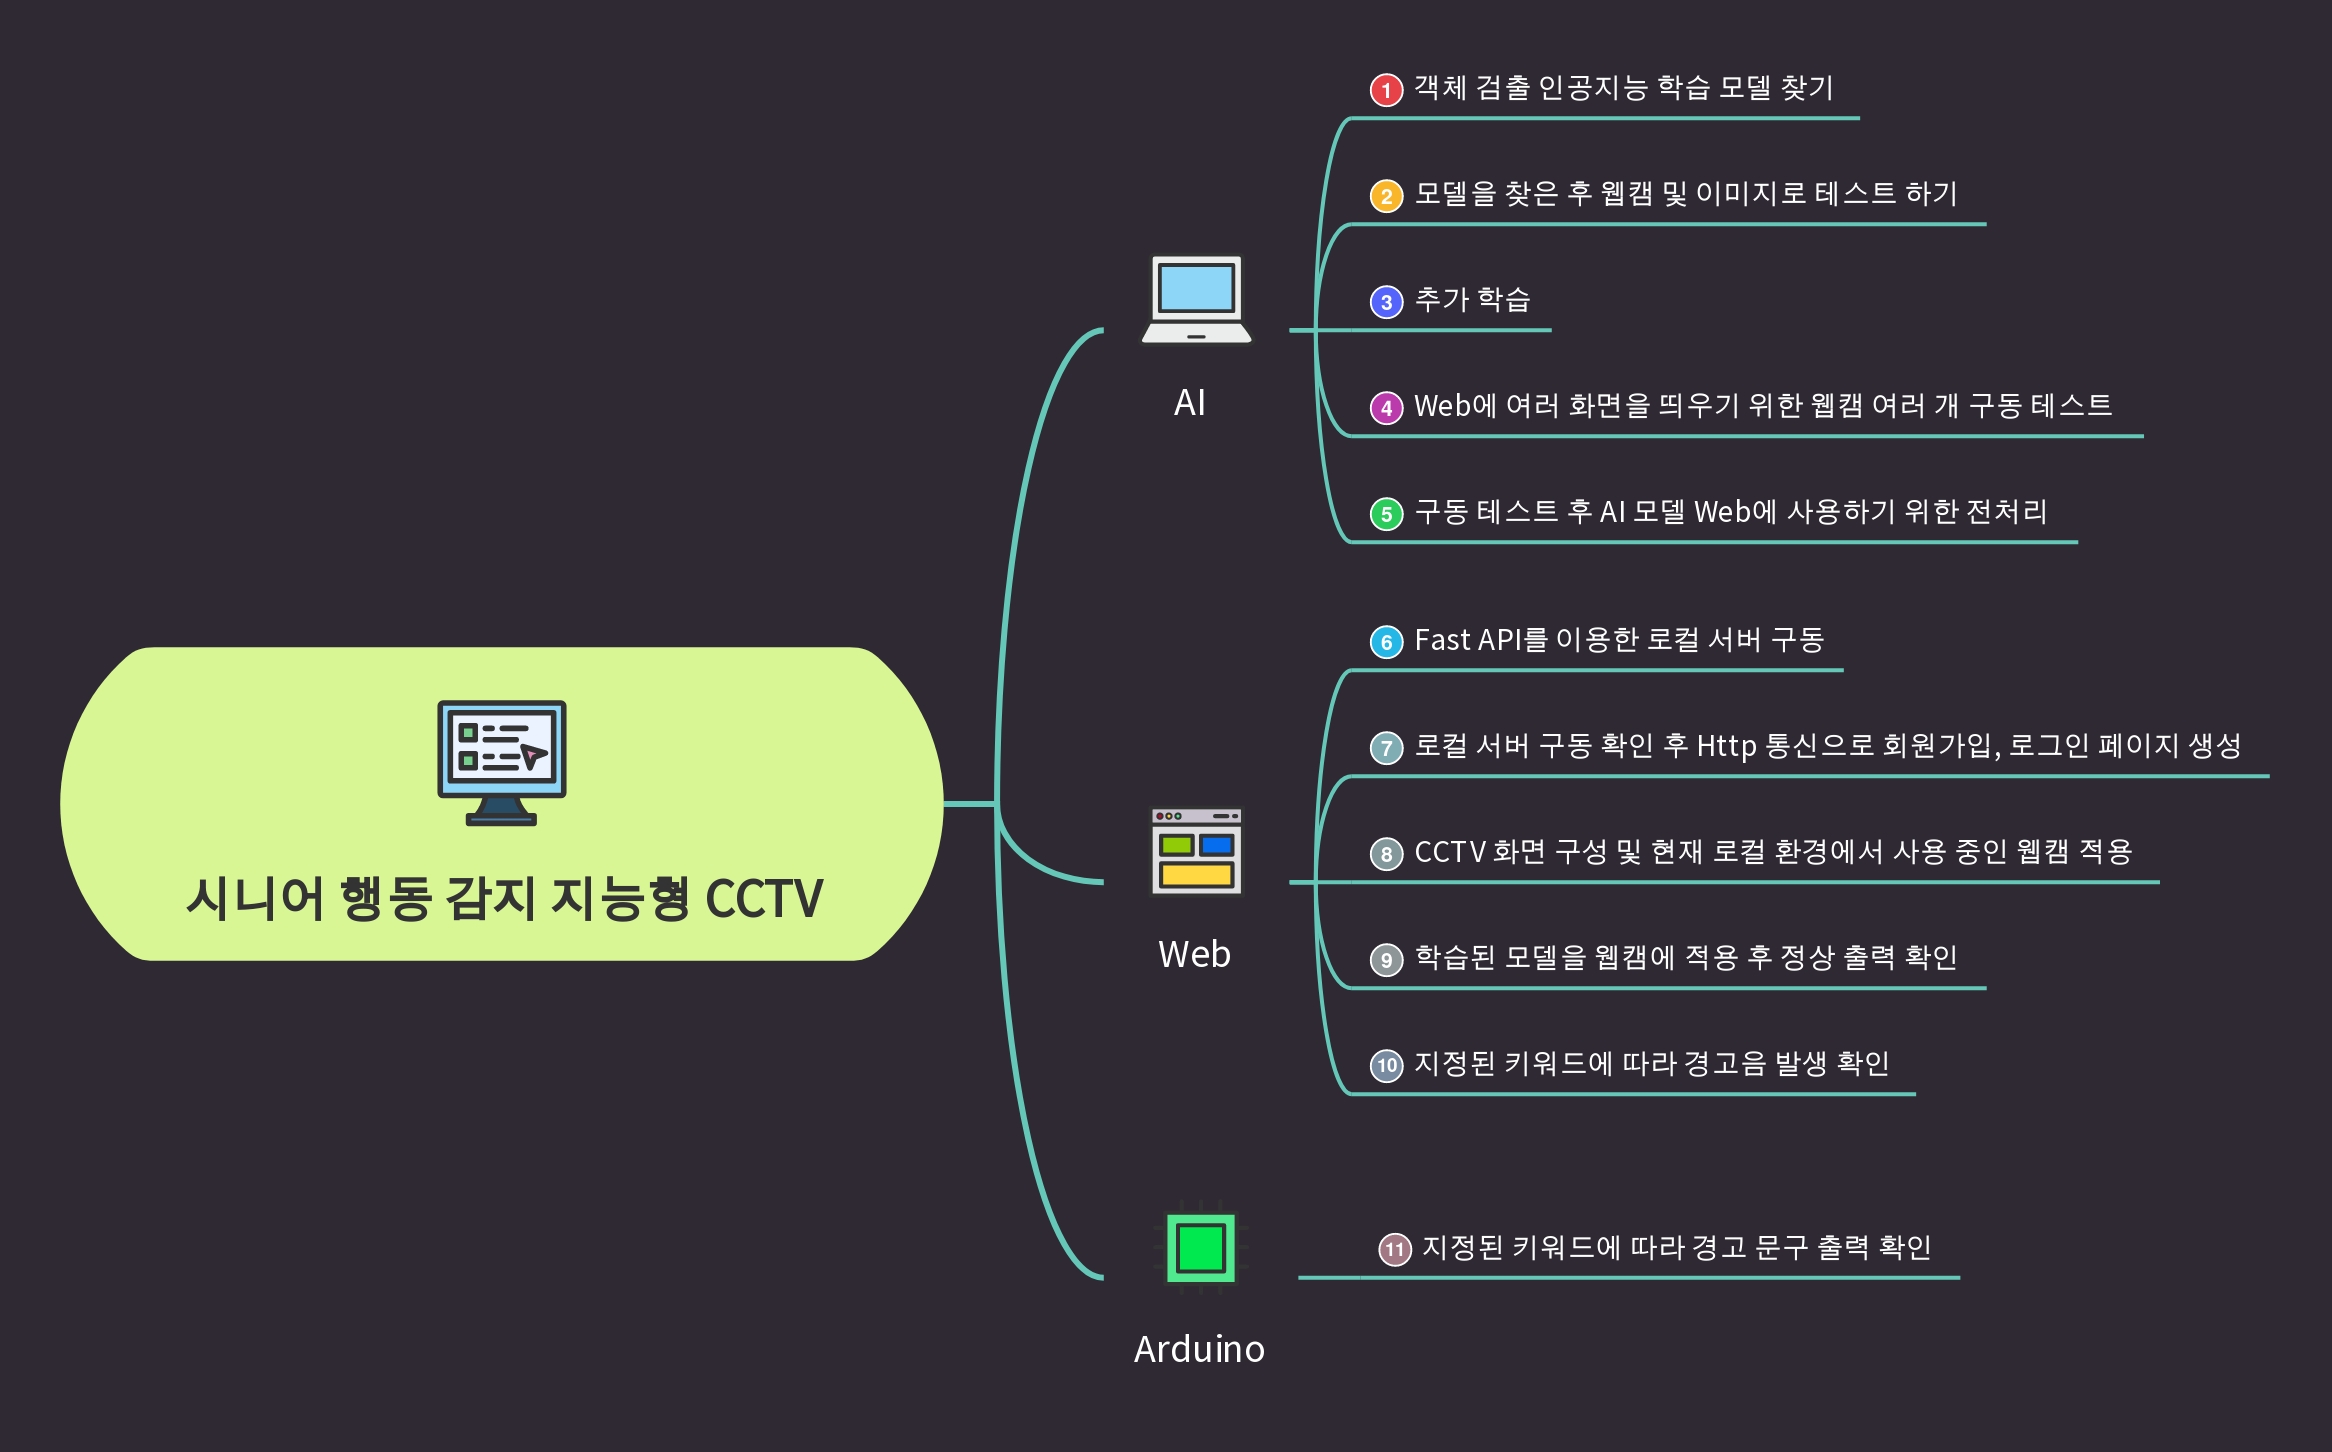 시니어 행동 감지 지능형 CCTV
AI
1 객체 검출 인공지능 학습 모델 찾기
2 모델을 찾은 후 웹캠 및 이미지로 테스트 하기
3 추가 학습
4 Web에 여러 화면을 띄우기 위한 웹캠 여러 개 구동 테스트
5 구동 테스트 후 AI 모델 Web에 사용하기 위한 전처리
Web
6 Fast API를 이용한 로컬 서버 구동
7 로컬 서버 구동 확인 후 Http 통신으로 회원가입, 로그인 페이지 생성
8 CCTV 화면 구성 및 현재 로컬 환경에서 사용 중인 웹캠 적용
9 학습된 모델을 웹캠에 적용 후 정상 출력 확인
10 지정된 키워드에 따라 경고음 발생 확인
Arduino
11 지정된 키워드에 따라 경고 문구 출력 확인